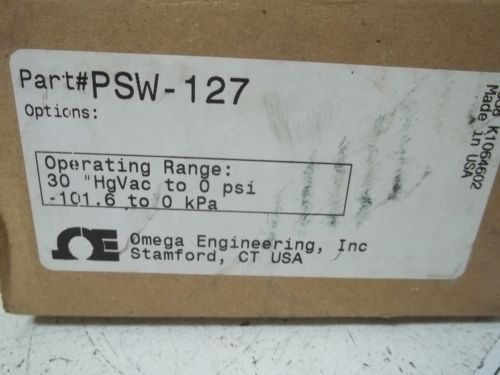 Part#PSW-127
Options:
Operating Range:
30 "HgVac to 0 psi
-101.6 to 0 kPa
Omega Engineering, Inc
Stamford, CT USA
K1064602
Made in USA